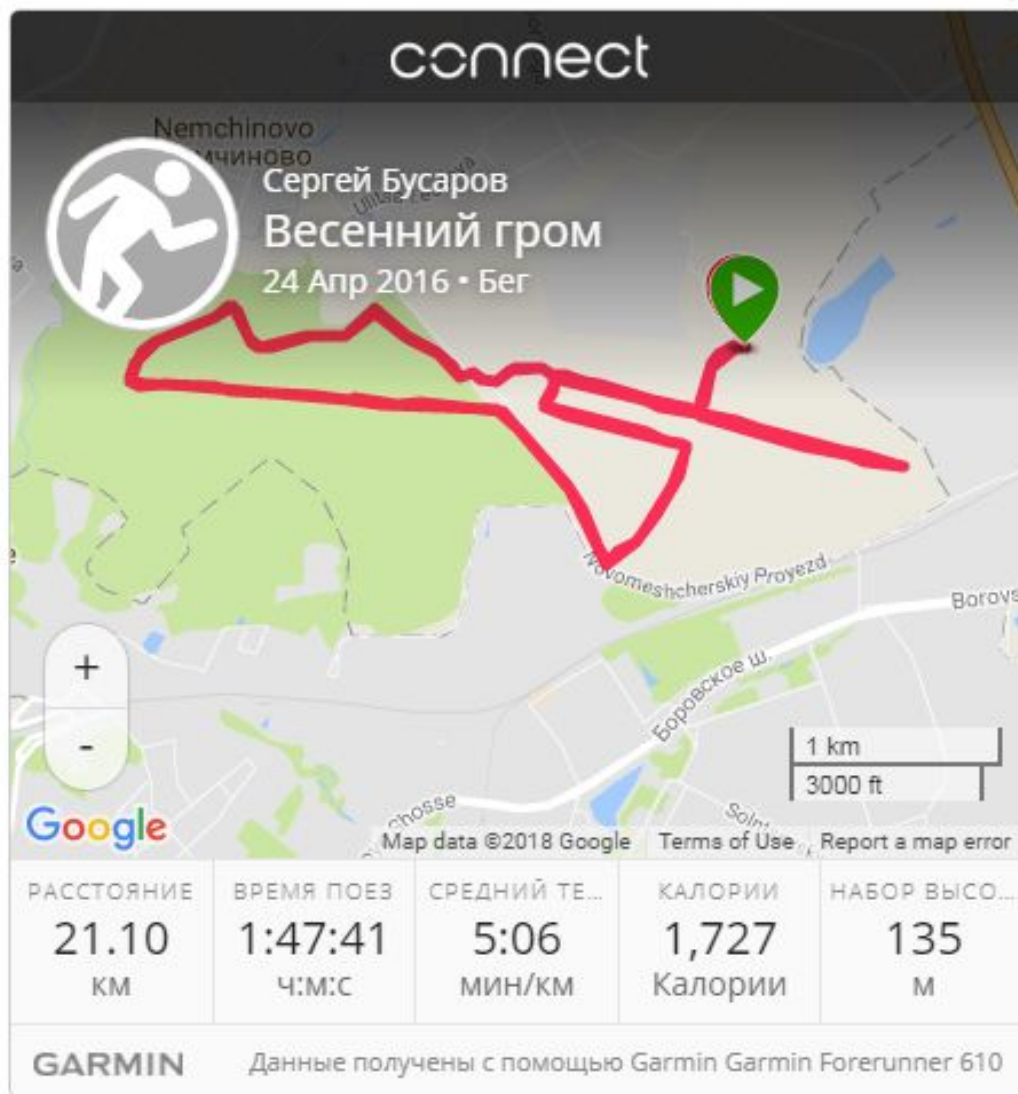 connect
Nemchinovo
мчиново
Сергей Бусаров
Весенний гром
24 Апр 2016 • Бег
Novomeshcherskiy Proyezd
Borovs
Боровское ш.
1 km
3000 ft
chosse
Soln
Google
Map data ©2018 Google
Terms of Use
Report a map error
РАССТОЯНИЕ
21.10
км
ВРЕМЯ ПОЕЗ
1:47:41
ч:м:с
СРЕДНИЙ ТЕ...
5:06
мин/км
КАЛОРИИ
1,727
Калории
НАБОР ВЫСО...
135
м
GARMIN
Данные получены с помощью Garmin Garmin Forerunner 610